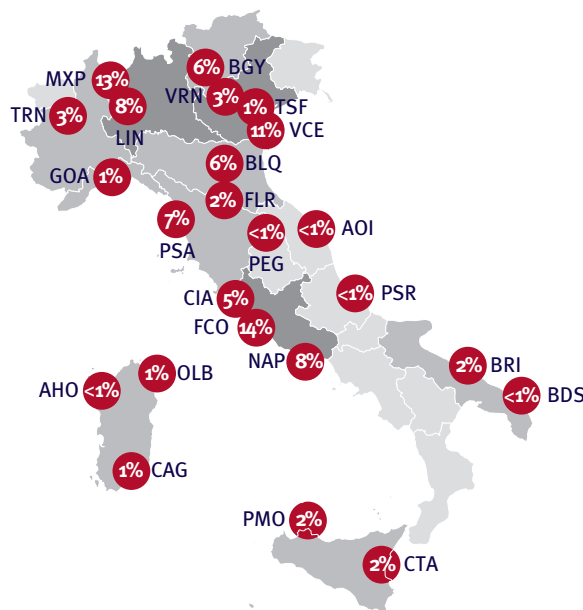 6% BGY
MXP 13%
VRN 3%
1% TSF
TRN 3%
8%
LIN
11% VCE
6% BLQ
GOA 1%
2% FLR
7%
PSA
<1%
PEG
<1% AOI
CIA 5%
<1% PSR
FCO 14%
NAP 8%
2% BRI
1% OLB
AHO <1%
<1% BDS
1% CAG
PMO 2%
2% CTA